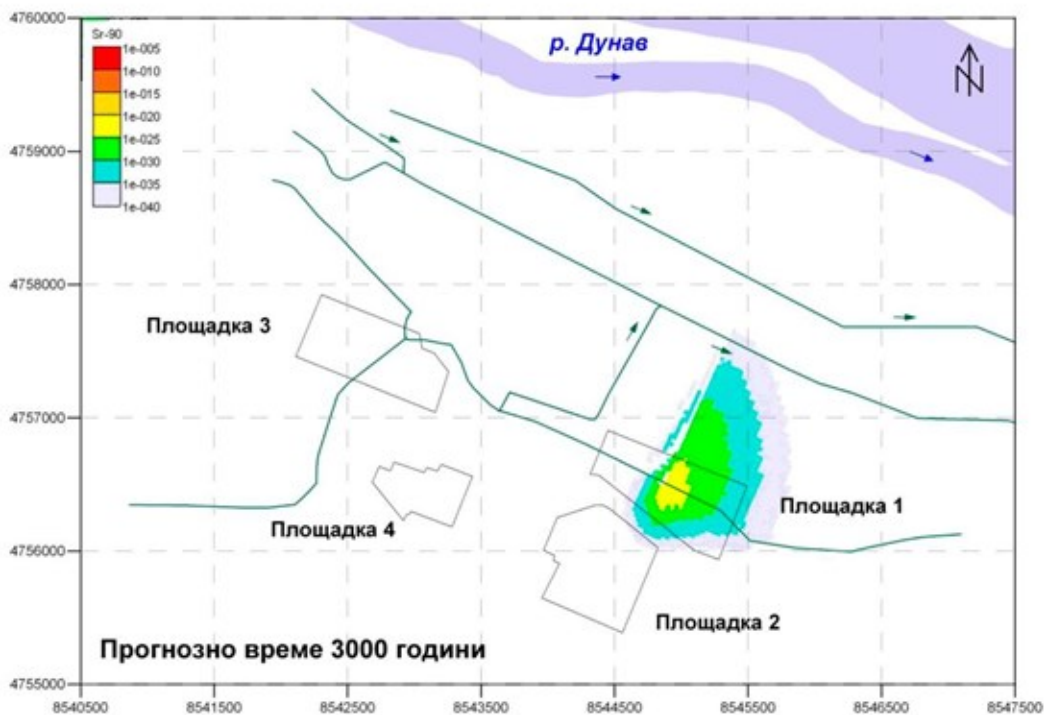 4760000
Sr-90
1e-005
1e-010
1e-015
1e-020
1e-025
1e-030
1e-035
1e-040
р. Дунав
N
4759000
4758000
Площадка 3
4757000
Площадка 1
Площадка 4
4756000
Площадка 2
Прогнозно време 3000 години
4755000
8540500 8541500 8542500 8543500 8544500 8545500 8546500 8547500